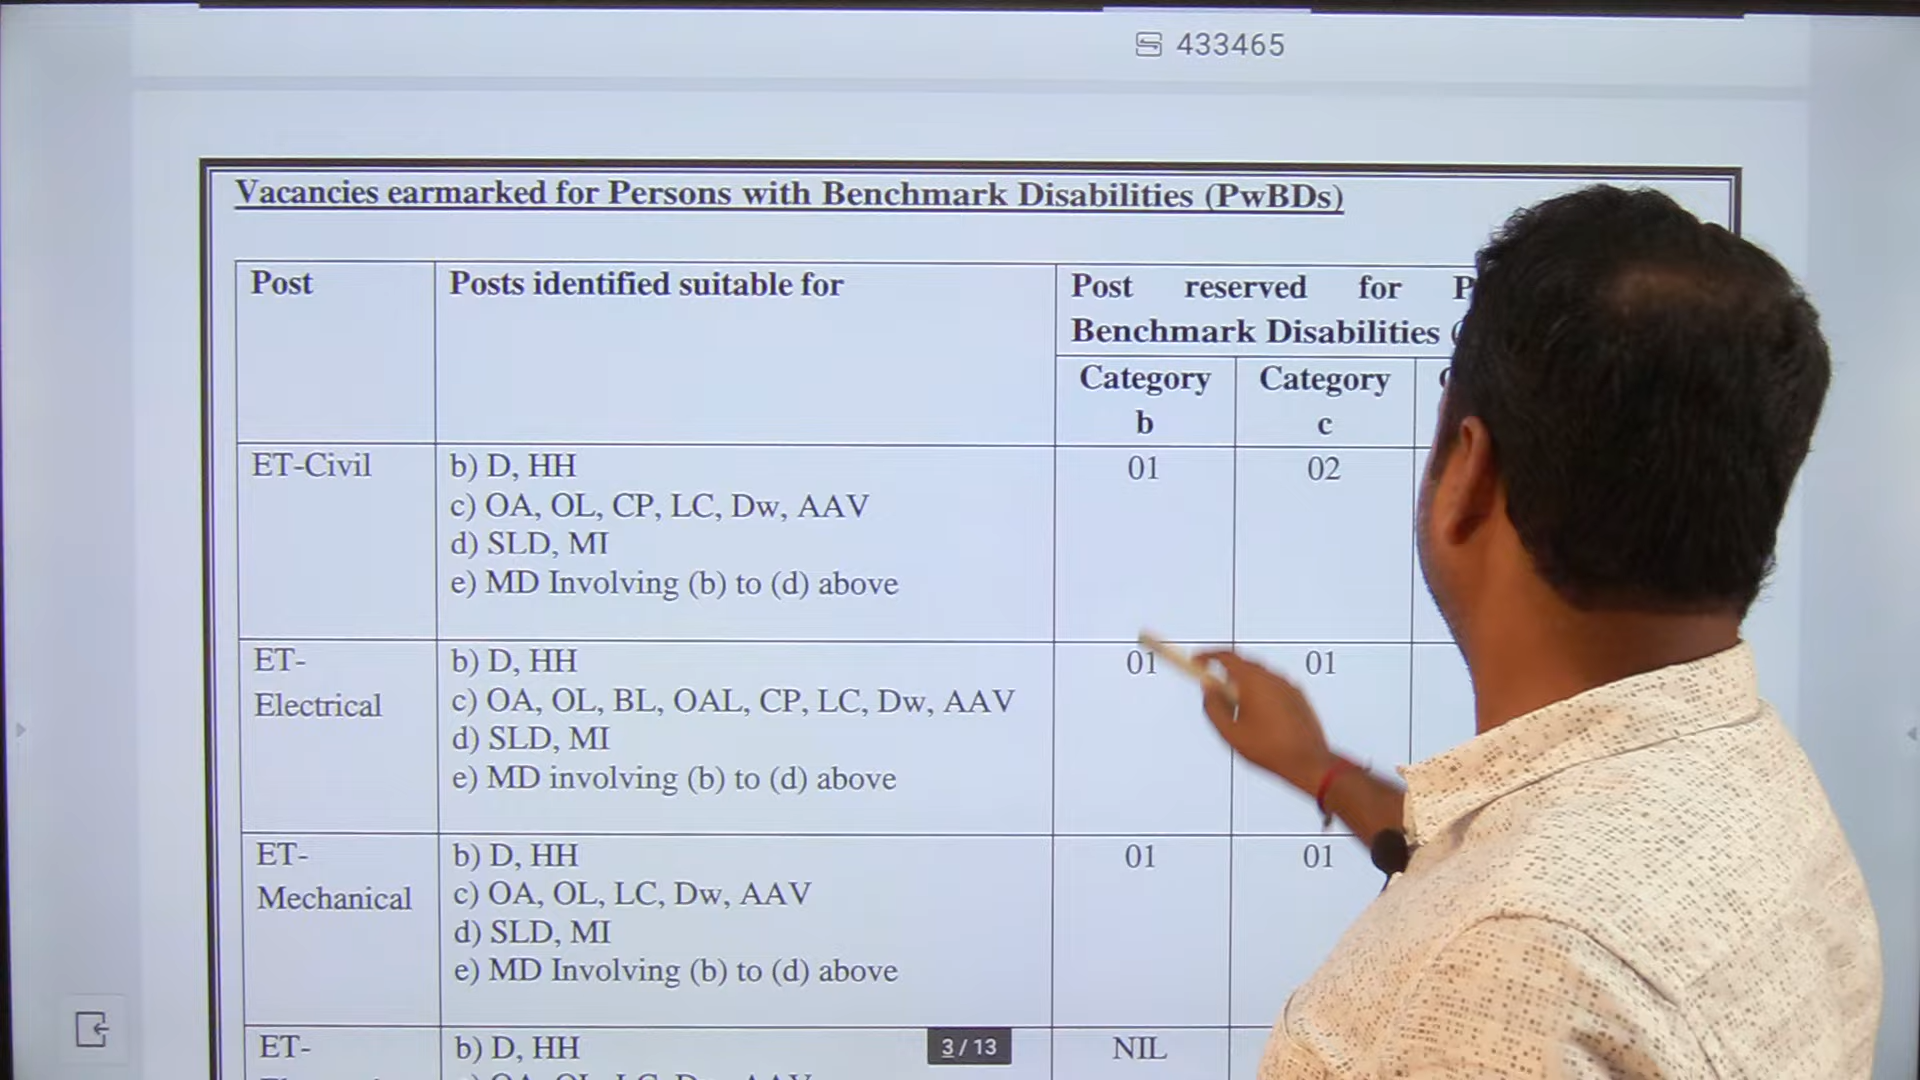 433465
Vacancies earmarked for Persons with Benchmark Disabilities (PwBDs)
Post
Posts identified suitable for
Post reserved for
Benchmark Disabilities
Category
b
Category
c
ET-Civil
b) D, HH
c) OA, OL, CP, LC, Dw, AAV
d) SLD, MI
e) MD Involving (b) to (d) above
01
02
ET-
Electrical
b) D, HH
c) OA, OL, BL, OAL, CP, LC, Dw, AAV
d) SLD, MI
e) MD involving (b) to (d) above
01
01
ET-
Mechanical
b) D, HH
c) OA, OL, LC, Dw, AAV
d) SLD, MI
e) MD Involving (b) to (d) above
01
01
ET-
b) D, HH
NIL
3 / 13